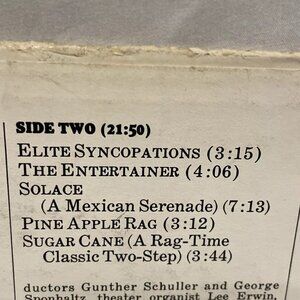 SIDE TWO (21:50)
ELITE SYNCOPATIONS (3:15)
THE ENTERTAINER (4:06)
SOLACE
(A Mexican Serenade) (7:13)
PINE APPLE RAG (3:12)
SUGAR CANE (A Rag-Time
Classic Two-Step) (3:44)
ductors Gunther Schuller and George
Sponhaltz, theater organist Lee Erwin,